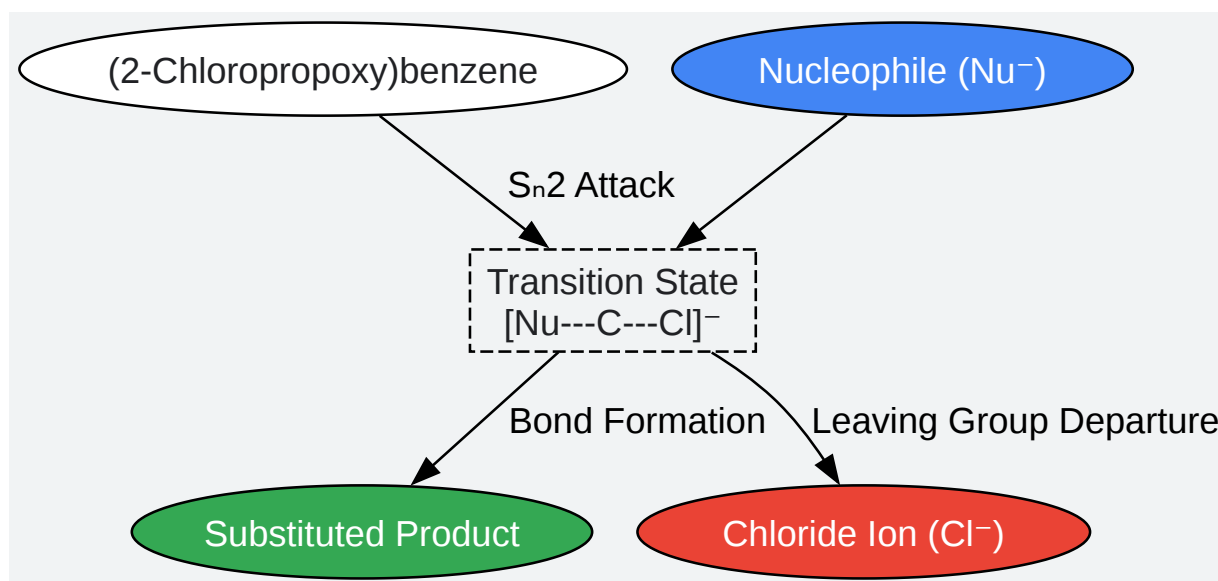 (2-Chloropropoxy)benzene
Nucleophile (Nu⁻)
Sₙ2 Attack
Transition State
[Nu---C---Cl]⁻
Bond Formation
Leaving Group Departure
Substituted Product
Chloride Ion (Cl⁻)